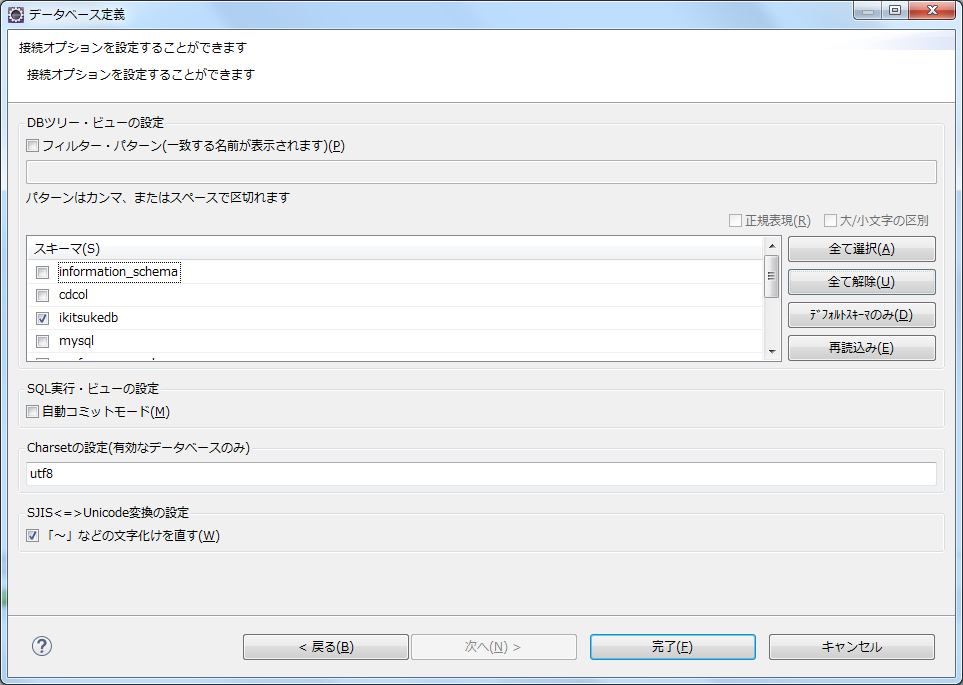 データベース定義
接続オプションを設定することができます
接続オプションを設定することができます
DBツリー・ビューの設定
フィルター・パターン(一致する名前が表示されます)(P)
パターンはカンマ、またはスペースで区切れます
正規表現(R) 大/小文字の区別
スキーマ(S)
全て選択(A)
information_schema
全て解除(U)
cdcol
ikitsukedb
ﾃﾞﾌｫﾙﾄｽｷｰﾏのみ(D)
mysql
再読込み(E)
SQL実行・ビューの設定
自動コミットモード(M)
Charsetの設定(有効なデータベースのみ)
utf8
SJIS<=>Unicode変換の設定
「～」などの文字化けを直す(W)
< 戻る(B) 次へ(N) > 完了(F) キャンセル